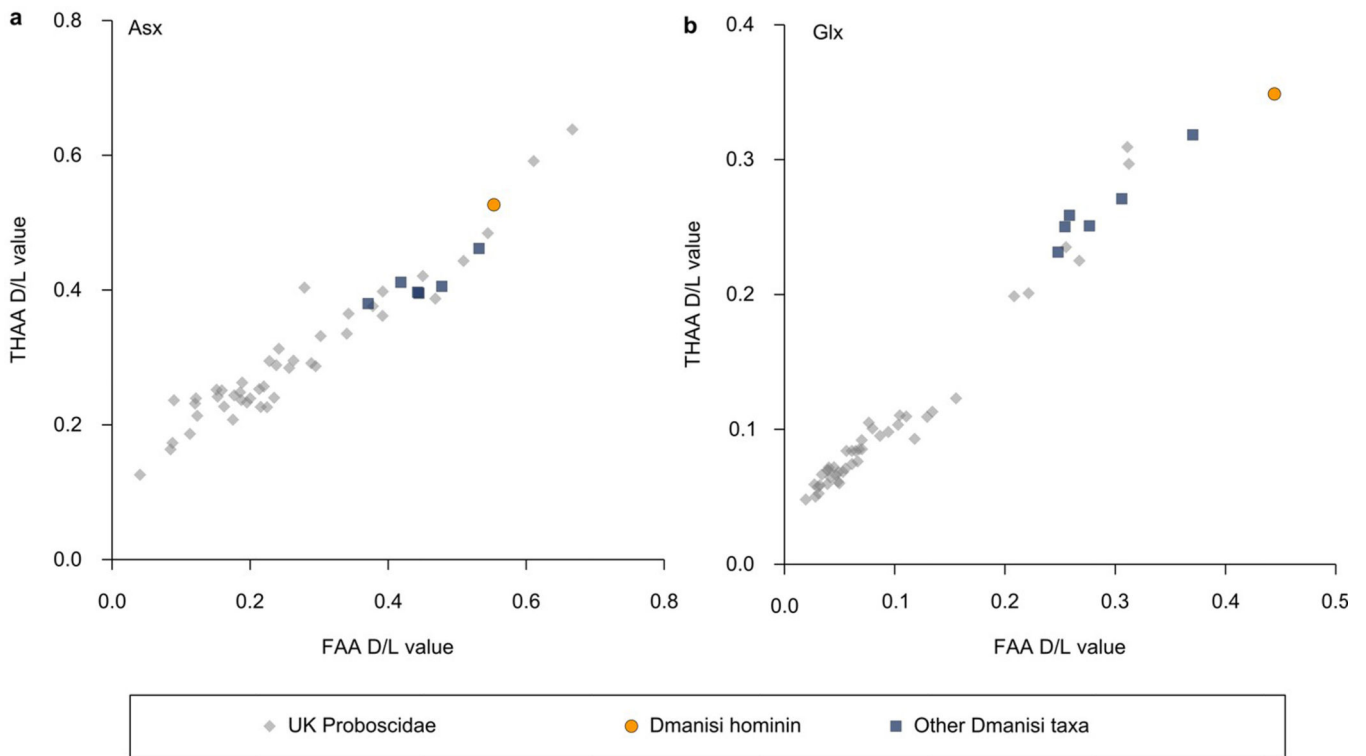 a
Asx
0.8
0.6
0.4
0.2
0.0
THAA D/L value
0.0 0.2 0.4 0.6 0.8
FAA D/L value
b
Glx
0.4
0.3
0.2
0.1
0.0
THAA D/L value
0.0 0.1 0.2 0.3 0.4 0.5
FAA D/L value
UK Proboscidae Dmanisi hominin Other Dmanisi taxa